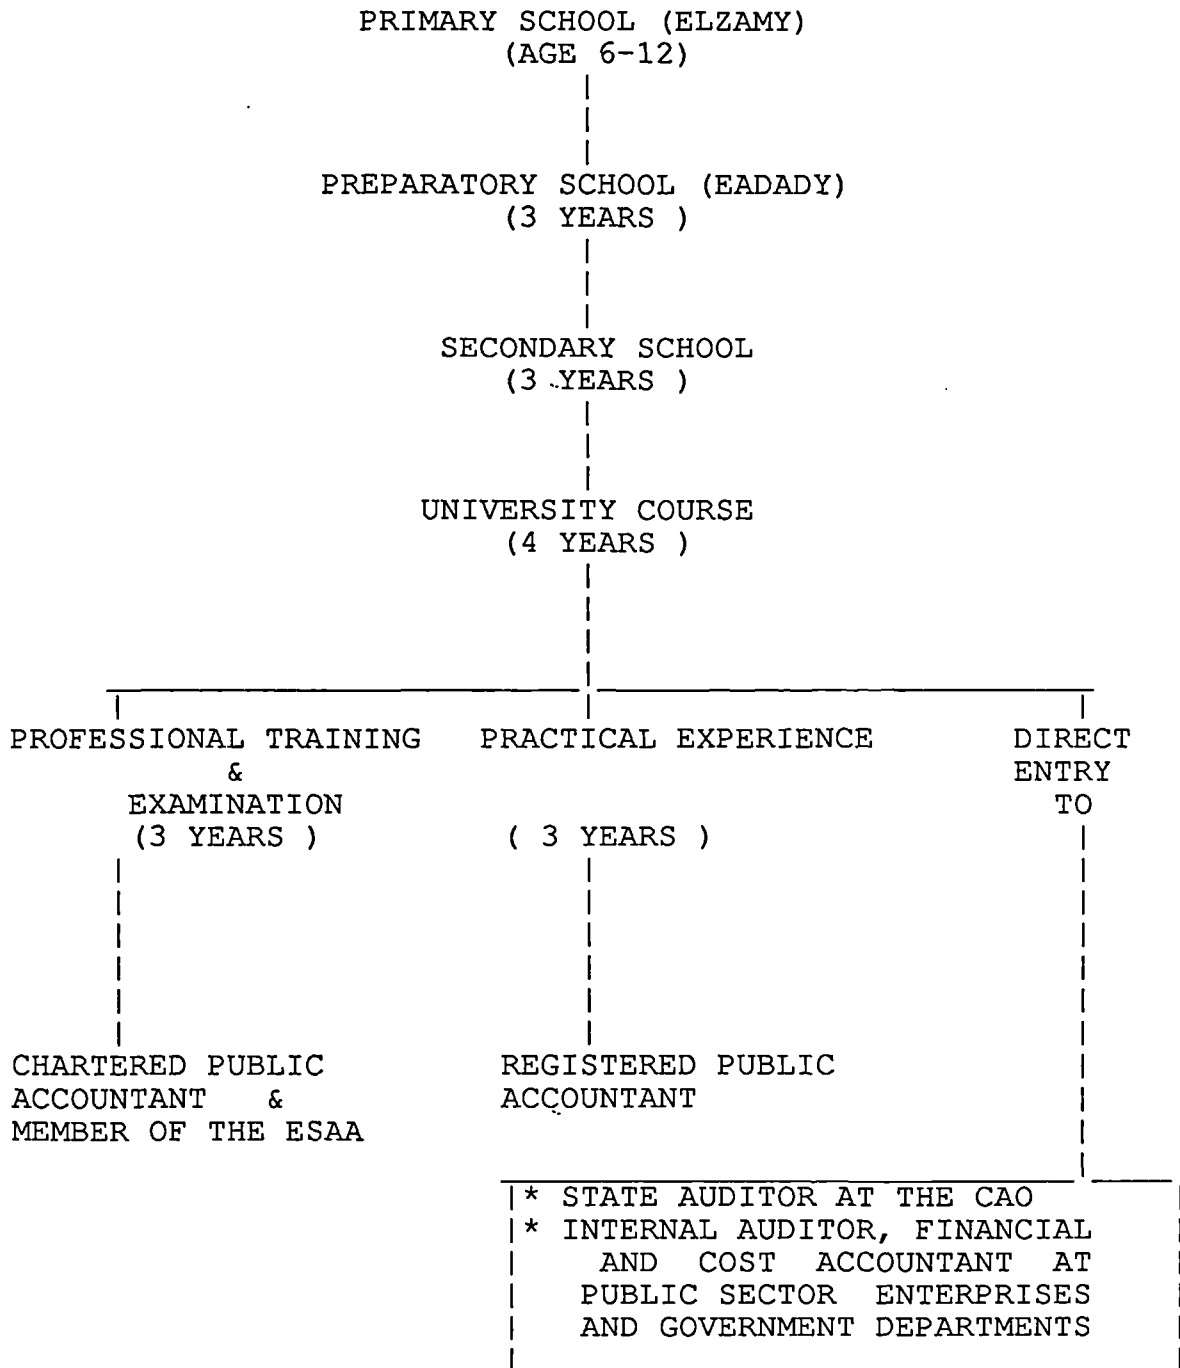 PRIMARY SCHOOL (ELZAMY)
(AGE 6-12)
PREPARATORY SCHOOL (EADADY)
(3 YEARS )
SECONDARY SCHOOL
(3 YEARS )
UNIVERSITY COURSE
(4 YEARS )
PROFESSIONAL TRAINING
&
EXAMINATION
(3 YEARS )
PRACTICAL EXPERIENCE
( 3 YEARS )
DIRECT
ENTRY
TO
CHARTERED PUBLIC
ACCOUNTANT &
MEMBER OF THE ESAA
REGISTERED PUBLIC
ACCOUNTANT
* STATE AUDITOR AT THE CAO
* INTERNAL AUDITOR, FINANCIAL
AND COST ACCOUNTANT AT
PUBLIC SECTOR ENTERPRISES
AND GOVERNMENT DEPARTMENTS